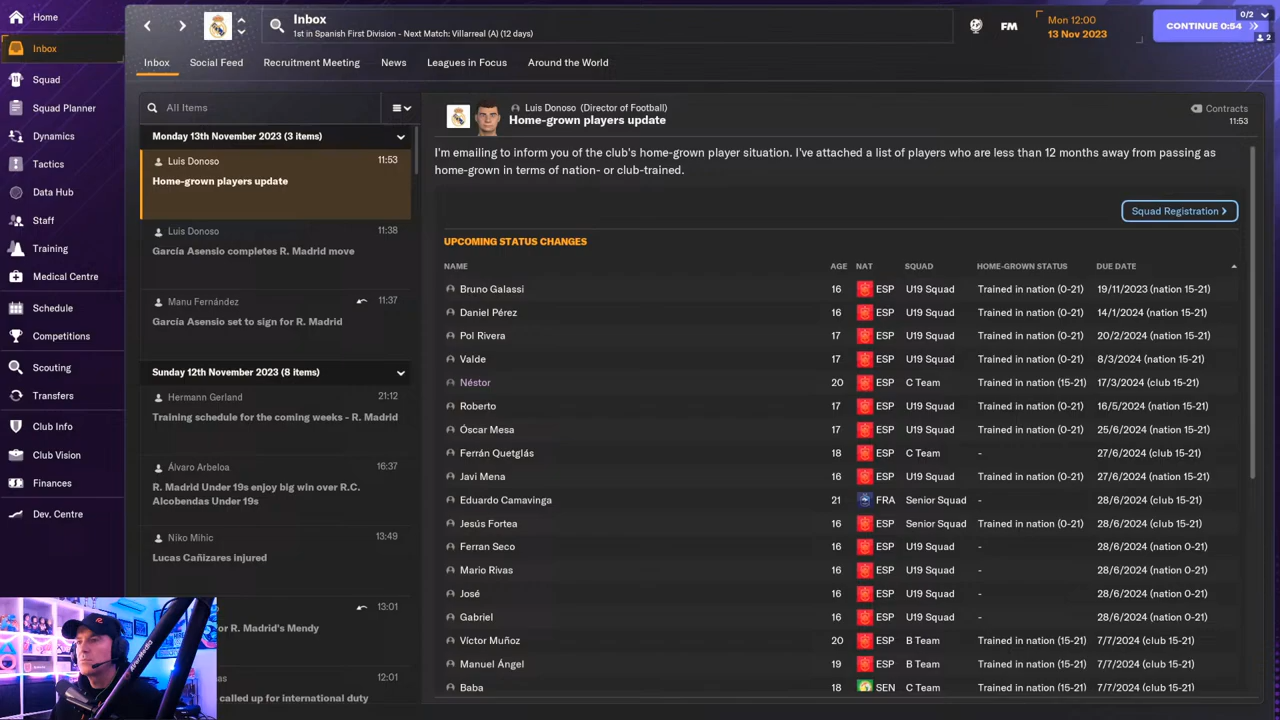 Home
Inbox
Squad
Squad Planner
Dynamics
Tactics
Data Hub
Staff
Training
Medical Centre
Schedule
Competitions
Scouting
Transfers
Club Info
Club Vision
Finances
Dev. Centre
Inbox
1st in Spanish First Division - Next Match: Villarreal (A) (12 days)
FM
Mon 12:00
13 Nov 2023
CONTINUE 0:54
0/2
2
Inbox Social Feed Recruitment Meeting News Leagues in Focus Around the World
All Items
Monday 13th November 2023 (3 items)
Luis Donoso 11:53
Home-grown players update
Luis Donoso 11:38
García Asensio completes R. Madrid move
Manu Fernández 11:37
García Asensio set to sign for R. Madrid
Sunday 12th November 2023 (8 items)
Hermann Gerland 21:12
Training schedule for the coming weeks - R. Madrid
Álvaro Arbeloa 16:37
R. Madrid Under 19s enjoy big win over R.C.
Alcobendas Under 19s
Niko Mihic 13:49
Lucas Cañizares injured
13:01
or R. Madrid's Mendy
as 12:01
called up for international duty
Luis Donoso (Director of Football)
Home-grown players update
Contracts
11:53
I'm emailing to inform you of the club's home-grown player situation. I've attached a list of players who are less than 12 months away from passing as
home-grown in terms of nation- or club-trained.
Squad Registration
UPCOMING STATUS CHANGES
NAME AGE NAT SQUAD HOME-GROWN STATUS DUE DATE
Bruno Galassi 16 ESP U19 Squad Trained in nation (0-21) 19/11/2023 (nation 15-21)
Daniel Pérez 16 ESP U19 Squad Trained in nation (0-21) 14/1/2024 (nation 15-21)
Pol Rivera 17 ESP U19 Squad Trained in nation (0-21) 20/2/2024 (nation 15-21)
Valde 17 ESP U19 Squad Trained in nation (0-21) 8/3/2024 (nation 15-21)
Néstor 20 ESP C Team Trained in nation (15-21) 17/3/2024 (club 15-21)
Roberto 17 ESP U19 Squad Trained in nation (0-21) 16/5/2024 (nation 15-21)
Óscar Mesa 17 ESP U19 Squad Trained in nation (0-21) 25/6/2024 (nation 15-21)
Ferrán Quetglás 18 ESP C Team - 27/6/2024 (club 15-21)
Javi Mena 16 ESP U19 Squad Trained in nation (0-21) 27/6/2024 (nation 15-21)
Eduardo Camavinga 21 FRA Senior Squad - 28/6/2024 (club 15-21)
Jesús Fortea 16 ESP Senior Squad Trained in nation (0-21) 28/6/2024 (club 15-21)
Ferran Seco 16 ESP U19 Squad - 28/6/2024 (nation 0-21)
Mario Rivas 16 ESP U19 Squad - 28/6/2024 (nation 0-21)
José 16 ESP U19 Squad - 28/6/2024 (nation 0-21)
Gabriel 16 ESP U19 Squad - 28/6/2024 (nation 0-21)
Víctor Muñoz 20 ESP B Team Trained in nation (15-21) 7/7/2024 (club 15-21)
Manuel Ángel 19 ESP B Team Trained in nation (15-21) 7/7/2024 (club 15-21)
Baba 18 SEN C Team Trained in nation (15-21) 7/7/2024 (club 15-21)